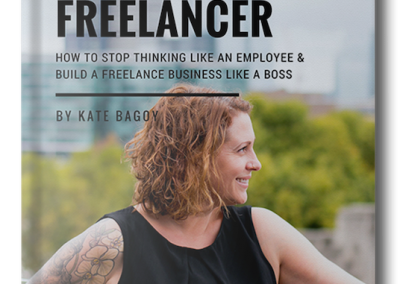 FREELANCER
HOW TO STOP THINKING LIKE AN EMPLOYEE &
BUILD A FREELANCE BUSINESS LIKE A BOSS
BY KATE BAGOY